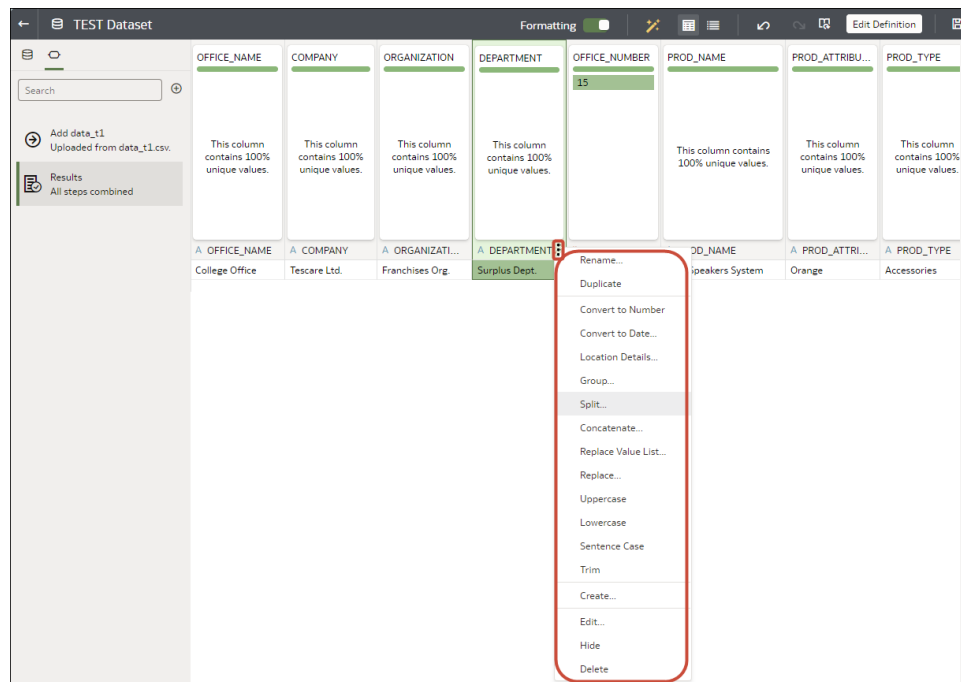 TEST Dataset
Formatting
Edit Definition
Search
Add data_t1
Uploaded from data_t1.csv.
Results
All steps combined
OFFICE_NAME COMPANY ORGANIZATION DEPARTMENT OFFICE_NUMBER PROD_NAME PROD_ATTRIBU... PROD_TYPE
15
This column
contains 100%
unique values.
This column
contains 100%
unique values.
This column
contains 100%
unique values.
This column
contains 100%
unique values.
This column contains
100% unique values.
This column
contains 100%
unique values.
This column
contains 100%
unique values.
A OFFICE_NAME A COMPANY A ORGANIZATI... A DEPARTMENT OD_NAME A PROD_ATTRI... A PROD_TYPE
College Office Tescare Ltd. Franchises Org. Surplus Dept. Speakers System Orange Accessories
Rename...
Duplicate
Convert to Number
Convert to Date...
Location Details...
Group...
Split...
Concatenate...
Replace Value List...
Replace...
Uppercase
Lowercase
Sentence Case
Trim
Create...
Edit...
Hide
Delete